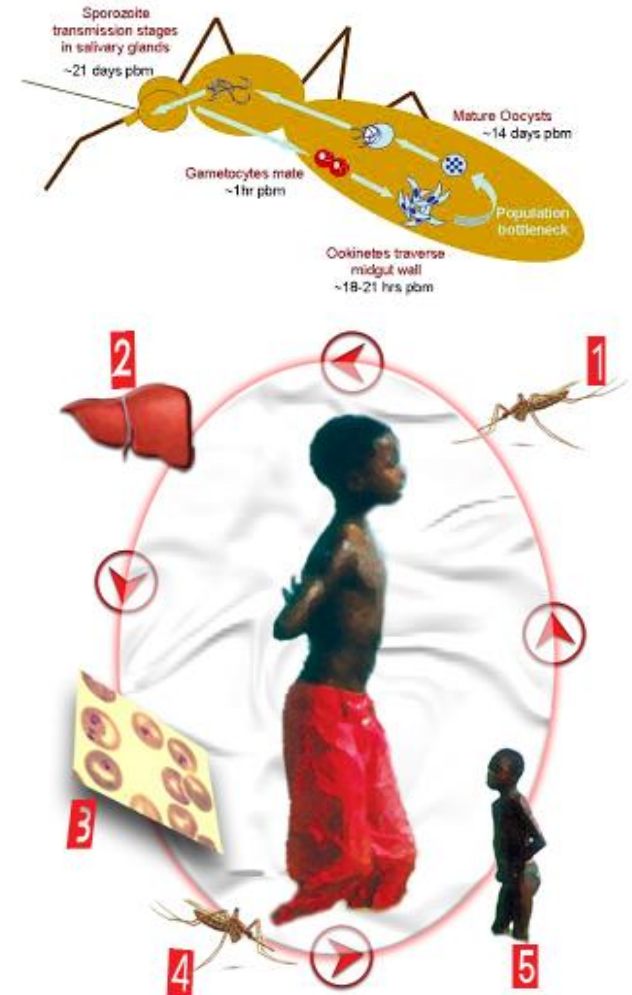 Sporozoite
transmission stages
in salivary glands
~21 days pbm
Mature Oocysts
~14 days pbm
Gametocytes mate
~1hr pbm
Population
bottleneck
Ookinetes traverse
midgut wall
~18-21 hrs pbm
2
1
3
4
5